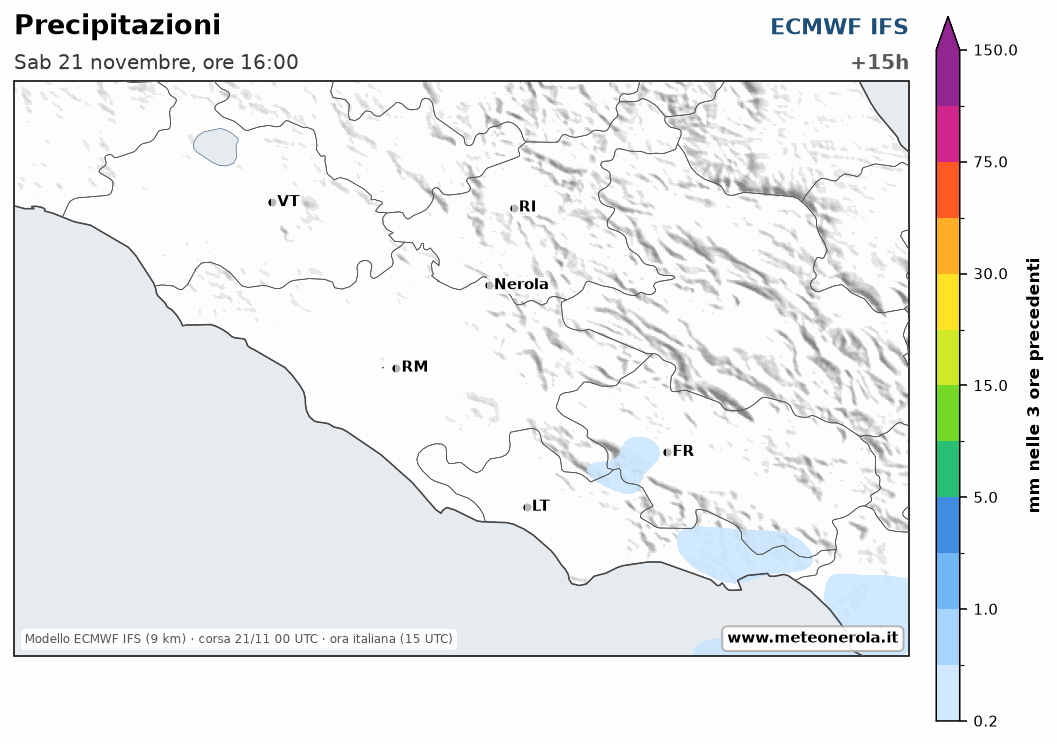 Precipitazioni
ECMWF IFS
Sab 21 novembre, ore 16:00
+15h
150.0
75.0
30.0
15.0
5.0
1.0
0.2
mm nelle 3 ore precedenti
VT
RI
Nerola
RM
FR
LT
Modello ECMWF IFS (9 km) · corsa 21/11 00 UTC · ora italiana (15 UTC)
www.meteonerola.it